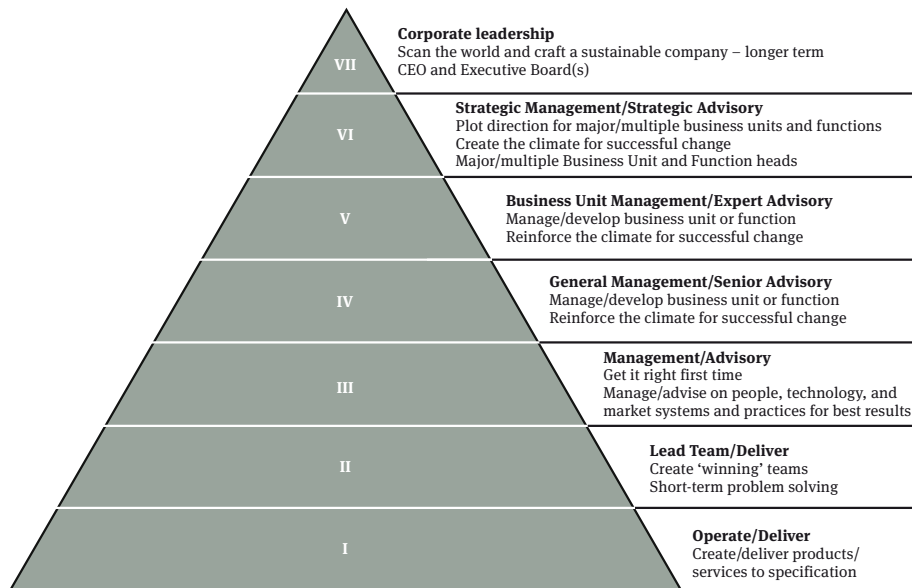 VII
Corporate leadership
Scan the world and craft a sustainable company – longer term
CEO and Executive Board(s)
VI
Strategic Management/Strategic Advisory
Plot direction for major/multiple business units and functions
Create the climate for successful change
Major/multiple Business Unit and Function heads
V
Business Unit Management/Expert Advisory
Manage/develop business unit or function
Reinforce the climate for successful change
IV
General Management/Senior Advisory
Manage/develop business unit or function
Reinforce the climate for successful change
III
Management/Advisory
Get it right first time
Manage/advise on people, technology, and
market systems and practices for best results
II
Lead Team/Deliver
Create ‘winning’ teams
Short-term problem solving
I
Operate/Deliver
Create/deliver products/
services to specification